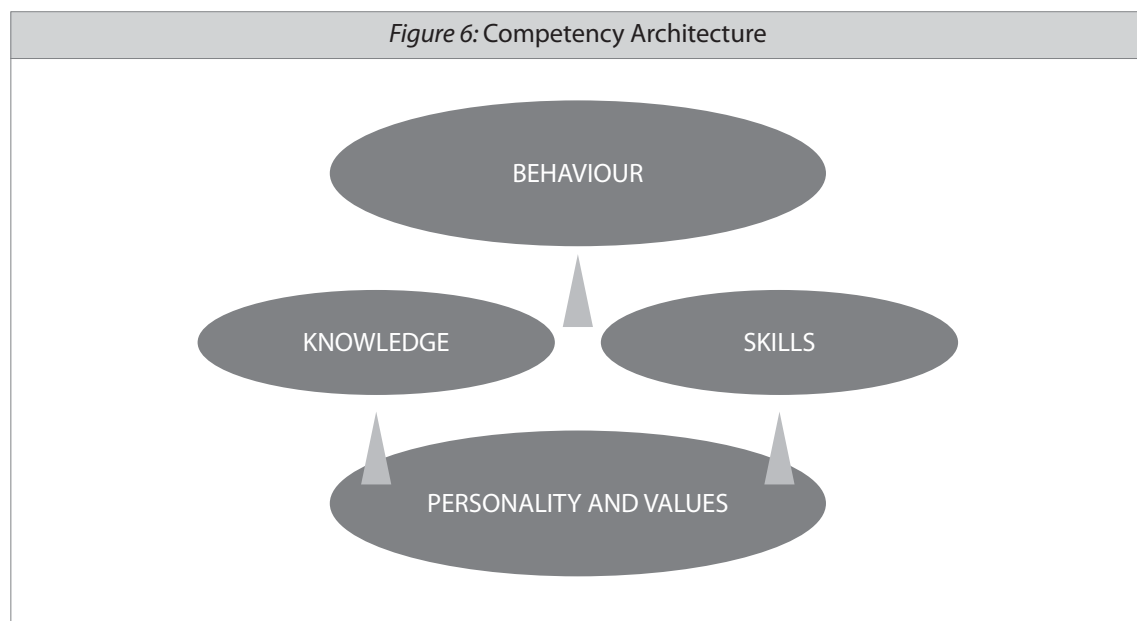 Figure 6: Competency Architecture
BEHAVIOUR
KNOWLEDGE
SKILLS
PERSONALITY AND VALUES